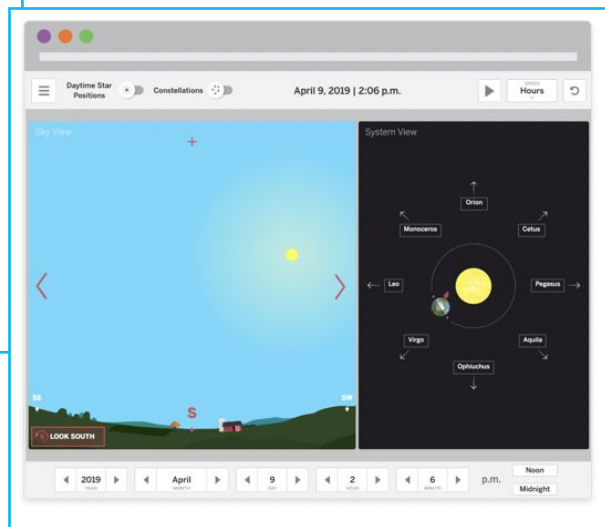 Daytime Star
Positions
Constellations
April 9, 2019 | 2:06 p.m.
SPEED
Hours
Sky View
System View
Orion
Monoceros
Cetus
Leo
Pegasus
Virgo
Aquila
Ophiuchus
SE
S
SW
LOOK SOUTH
2019
YEAR
April
MONTH
9
DAY
2
HOUR
6
MINUTE
p.m.
Noon
Midnight